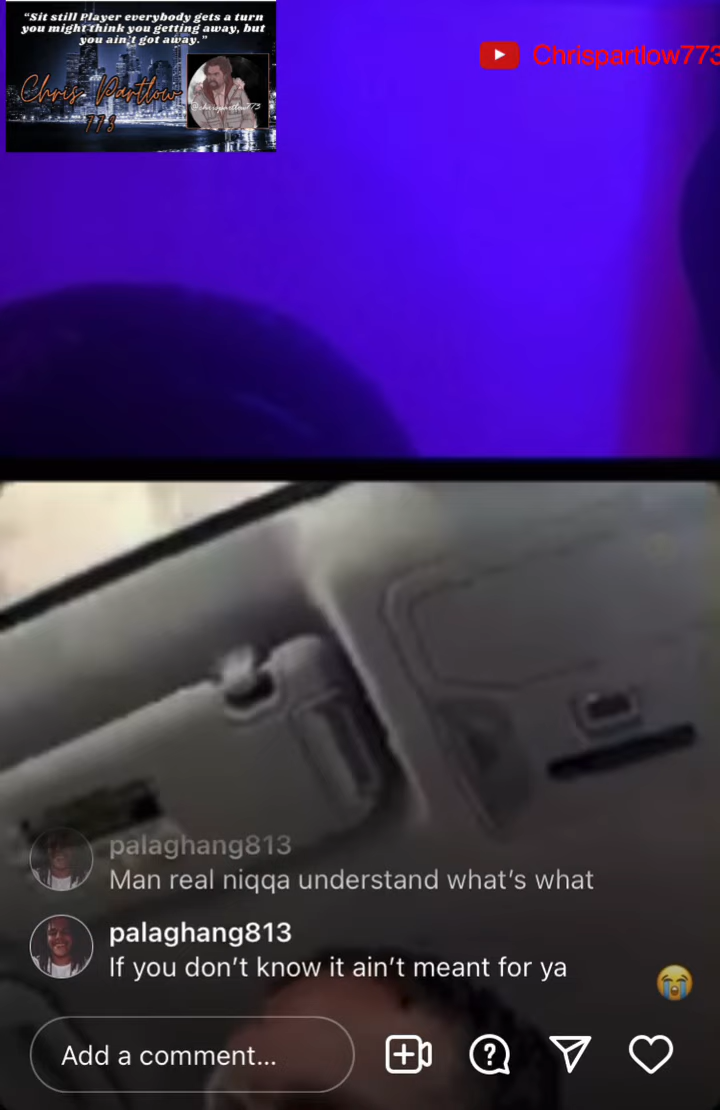 "Sit still Player everybody gets a turn
you might think you getting away, but
you ain't got away."
Chris Partlow
773
@chrispartlow773
Chrispartlow773
palaghang813
Man real niqqa understand what's what
palaghang813
If you don't know it ain't meant for ya
Add a comment...